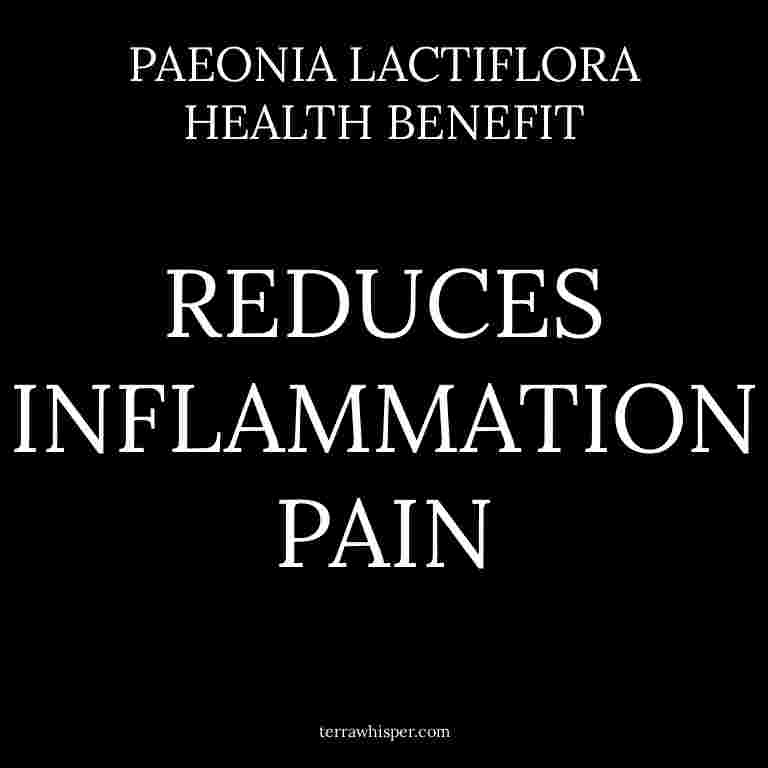 PAEONIA LACTIFLORA
HEALTH BENEFIT
REDUCES
INFLAMMATION
PAIN
terrawhisper.com